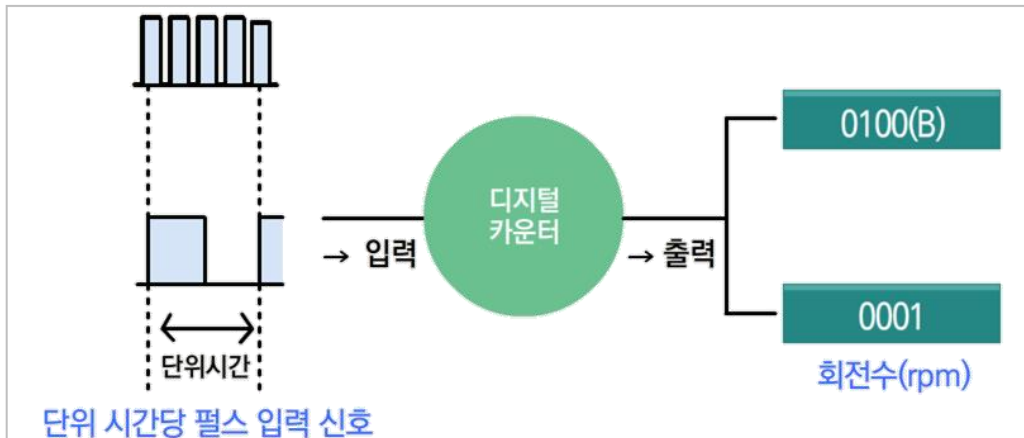 0100(B)
디지털
카운터
→ 입력
→ 출력
0001
단위시간
회전수(rpm)
단위 시간당 펄스 입력 신호